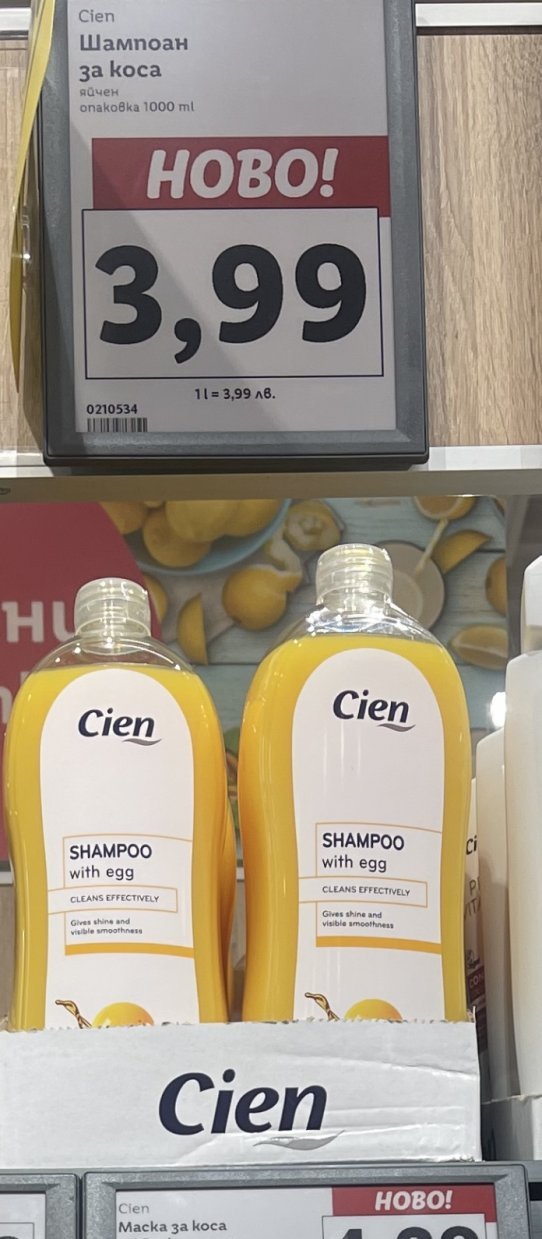 Cien
Шампоан
за коса
яйчен
опаковка 1000 ml
НОВО!
3,99
1 l = 3,99 лв.
0210534
Cien
SHAMPOO
with egg
CLEANS EFFECTIVELY
Gives shine and
visible smoothness
Cien
SHAMPOO
with egg
CLEANS EFFECTIVELY
Gives shine and
visible smoothness
Cien
Cien
Маска за коса
НОВО!